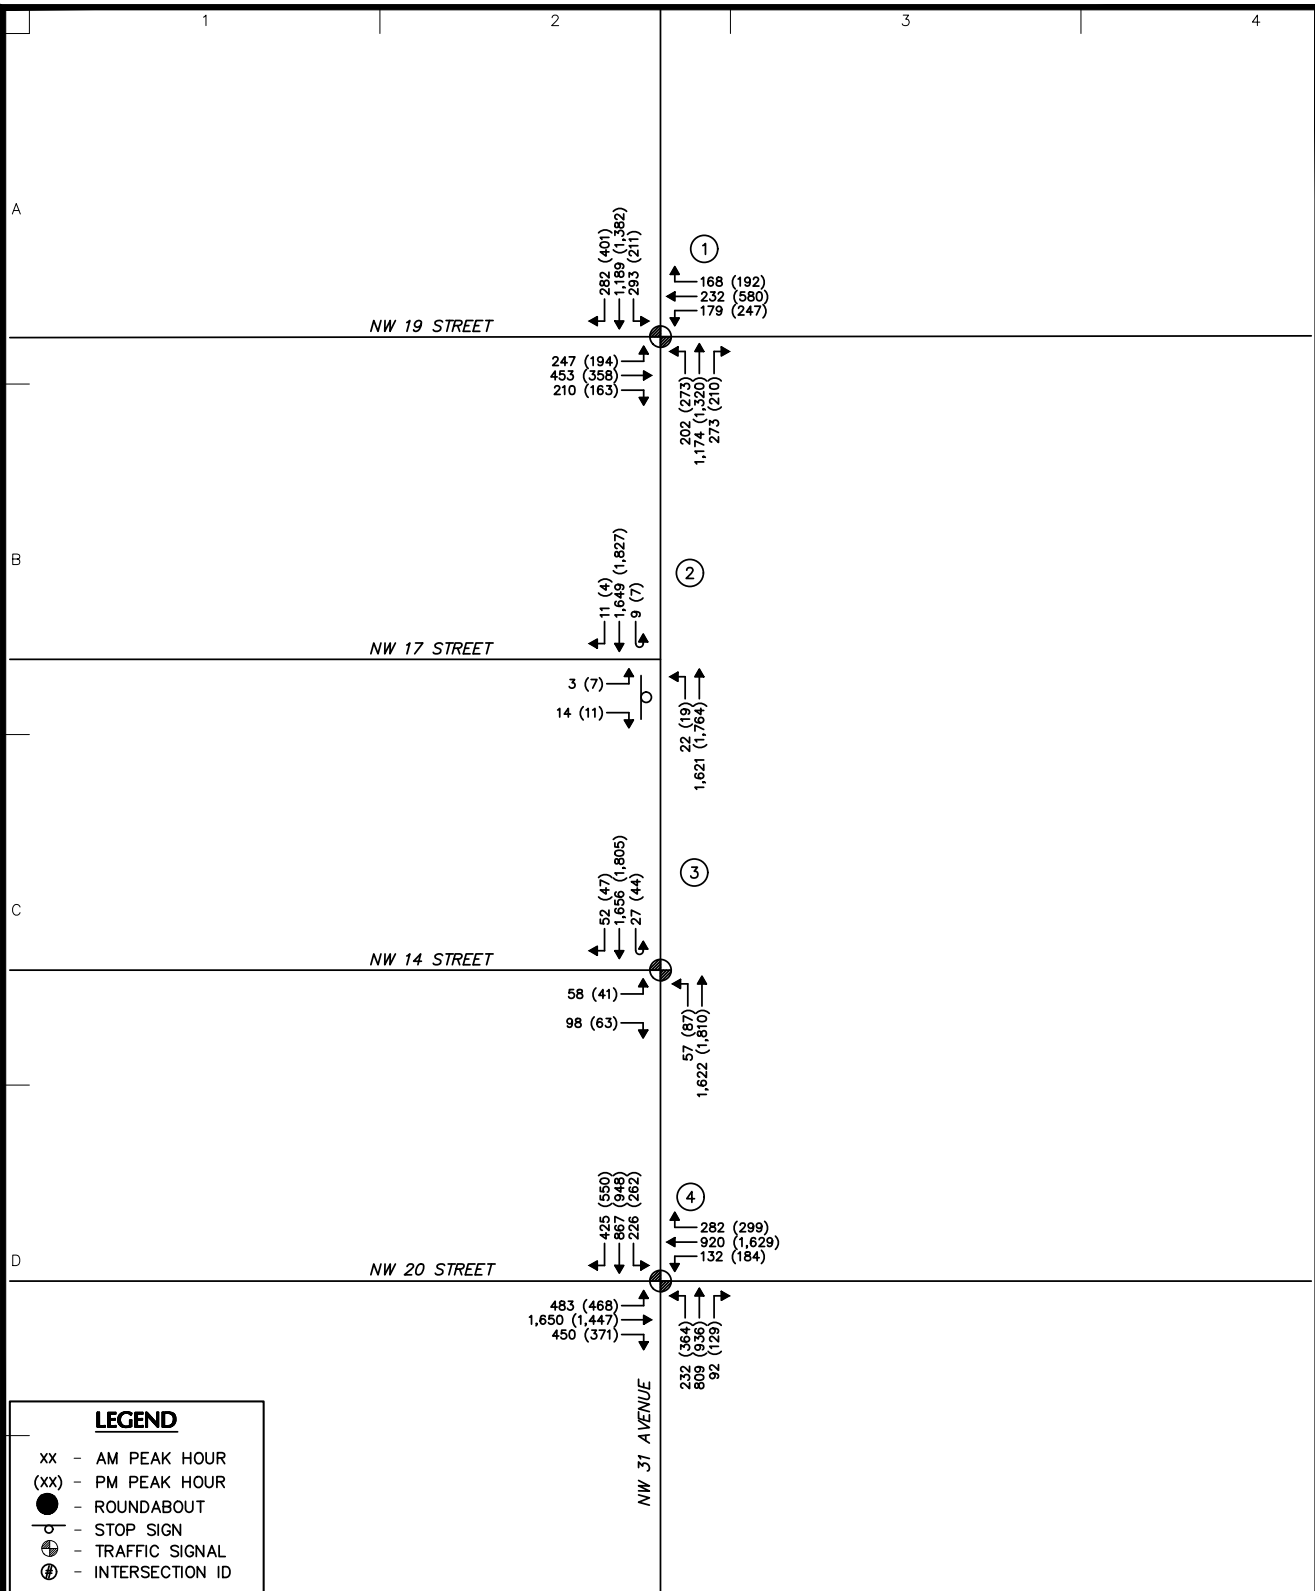 1 2 3 4
A
282 (401)
1,189 (1,382)
293 (211)
1
168 (192)
232 (580)
179 (247)
NW 19 STREET
247 (194)
453 (358)
210 (163)
202 (273)
1,174 (1,320)
273 (210)
B
11 (4)
1,649 (1,827)
9 (7)
2
NW 17 STREET
3 (7)
14 (11)
22 (19)
1,621 (1,764)
C
52 (47)
1,656 (1,805)
27 (44)
3
NW 14 STREET
58 (41)
98 (63)
57 (87)
1,622 (1,810)
D
425 (550)
867 (948)
226 (262)
4
282 (299)
920 (1,629)
132 (184)
NW 20 STREET
483 (468)
1,650 (1,447)
450 (371)
232 (364)
809 (936)
92 (129)
NW 31 AVENUE
LEGEND
XX - AM PEAK HOUR
(XX) - PM PEAK HOUR
- ROUNDABOUT
- STOP SIGN
- TRAFFIC SIGNAL
# - INTERSECTION ID